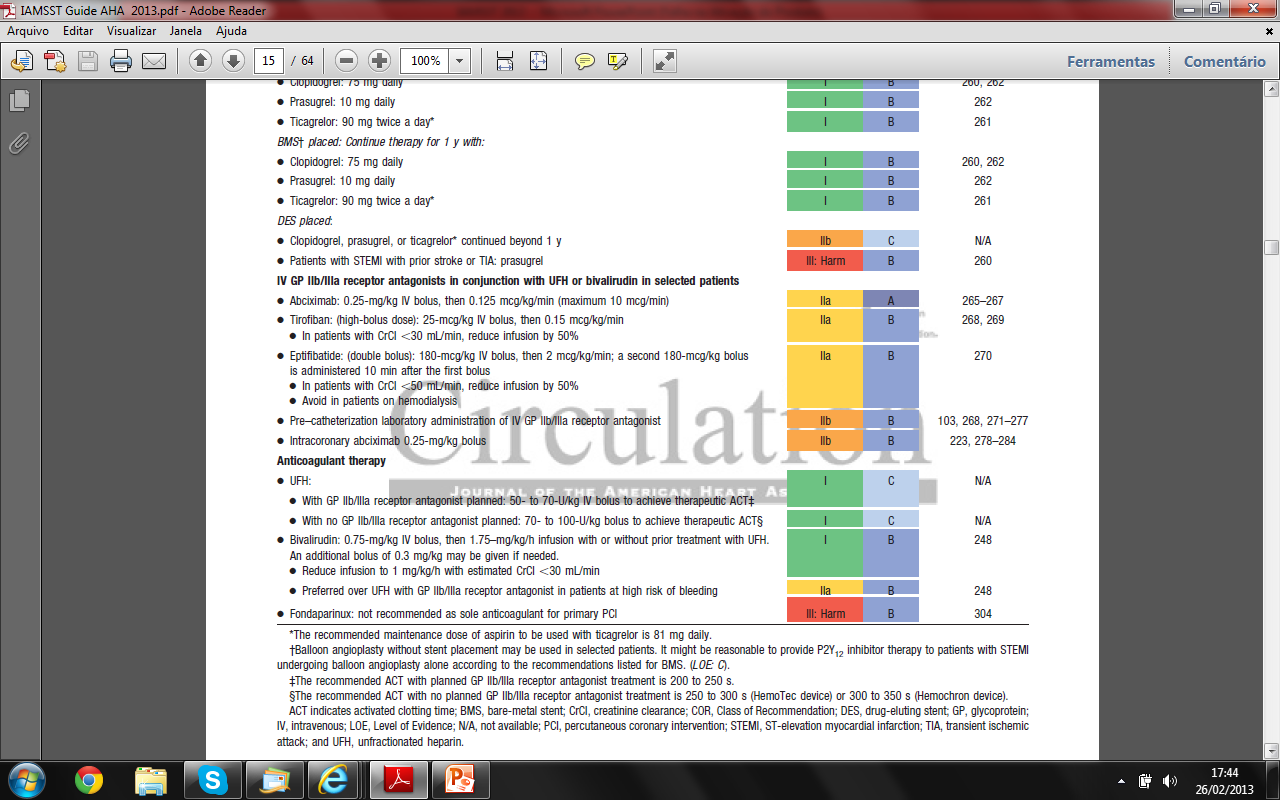 IAMSST Guide AHA 2013.pdf - Adobe Reader
Arquivo Editar Visualizar Janela Ajuda
15 / 64 100% Ferramentas Comentário
● Clopidogrel: 75 mg daily I B 260, 262
● Prasugrel: 10 mg daily I B 262
● Ticagrelor: 90 mg twice a day* I B 261
BMS† placed: Continue therapy for 1 y with:
● Clopidogrel: 75 mg daily I B 260, 262
● Prasugrel: 10 mg daily I B 262
● Ticagrelor: 90 mg twice a day* I B 261
DES placed:
● Clopidogrel, prasugrel, or ticagrelor* continued beyond 1 y IIb C N/A
● Patients with STEMI with prior stroke or TIA: prasugrel III: Harm B 260
IV GP IIb/IIIa receptor antagonists in conjunction with UFH or bivalirudin in selected patients
● Abciximab: 0.25-mg/kg IV bolus, then 0.125 mcg/kg/min (maximum 10 mcg/min) IIa A 265–267
● Tirofiban: (high-bolus dose): 25-mcg/kg IV bolus, then 0.15 mcg/kg/min IIa B 268, 269
● In patients with CrCl <30 mL/min, reduce infusion by 50%
● Eptifibatide: (double bolus): 180-mcg/kg IV bolus, then 2 mcg/kg/min; a second 180-mcg/kg bolus IIa B 270
is administered 10 min after the first bolus
● In patients with CrCl <50 mL/min, reduce infusion by 50%
● Avoid in patients on hemodialysis
Circulation
● Pre–catheterization laboratory administration of IV GP IIb/IIIa receptor antagonist IIb B 103, 268, 271–277
● Intracoronary abciximab 0.25-mg/kg bolus IIb B 223, 278–284
Anticoagulant therapy
● UFH: I C N/A
JOURNAL OF THE AMERICAN HEART AS
● With GP IIb/IIIa receptor antagonist planned: 50- to 70-U/kg IV bolus to achieve therapeutic ACT‡
● With no GP IIb/IIIa receptor antagonist planned: 70- to 100-U/kg bolus to achieve therapeutic ACT§ I C N/A
● Bivalirudin: 0.75-mg/kg IV bolus, then 1.75–mg/kg/h infusion with or without prior treatment with UFH. I B 248
An additional bolus of 0.3 mg/kg may be given if needed.
● Reduce infusion to 1 mg/kg/h with estimated CrCl <30 mL/min
● Preferred over UFH with GP IIb/IIIa receptor antagonist in patients at high risk of bleeding IIa B 248
● Fondaparinux: not recommended as sole anticoagulant for primary PCI III: Harm B 304
*The recommended maintenance dose of aspirin to be used with ticagrelor is 81 mg daily.
†Balloon angioplasty without stent placement may be used in selected patients. It might be reasonable to provide P2Y12 inhibitor therapy to patients with STEMI
undergoing balloon angioplasty alone according to the recommendations listed for BMS. (LOE: C).
‡The recommended ACT with planned GP IIb/IIIa receptor antagonist treatment is 200 to 250 s.
§The recommended ACT with no planned GP IIb/IIIa receptor antagonist treatment is 250 to 300 s (HemoTec device) or 300 to 350 s (Hemochron device).
ACT indicates activated clotting time; BMS, bare-metal stent; CrCl, creatinine clearance; COR, Class of Recommendation; DES, drug-eluting stent; GP, glycoprotein;
IV, intravenous; LOE, Level of Evidence; N/A, not available; PCI, percutaneous coronary intervention; STEMI, ST-elevation myocardial infarction; TIA, transient ischemic
attack; and UFH, unfractionated heparin.
17:44
26/02/2013